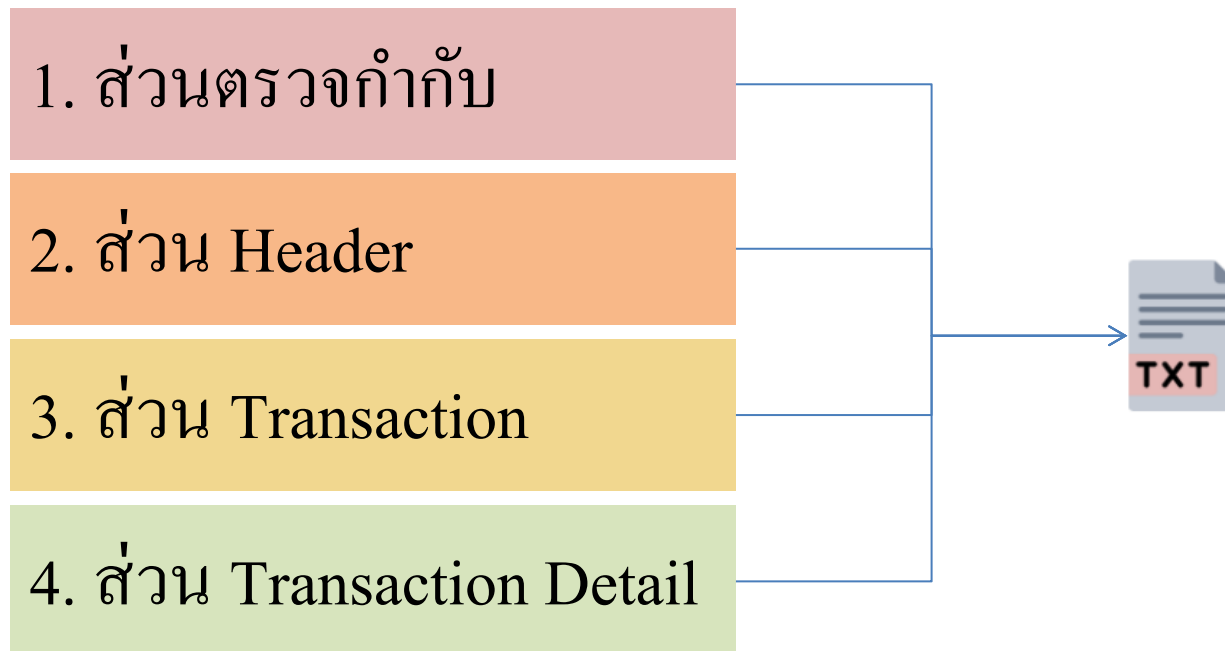 1. ส่วนตรวจกำกับ
2. ส่วน Header
3. ส่วน Transaction
4. ส่วน Transaction Detail
TXT